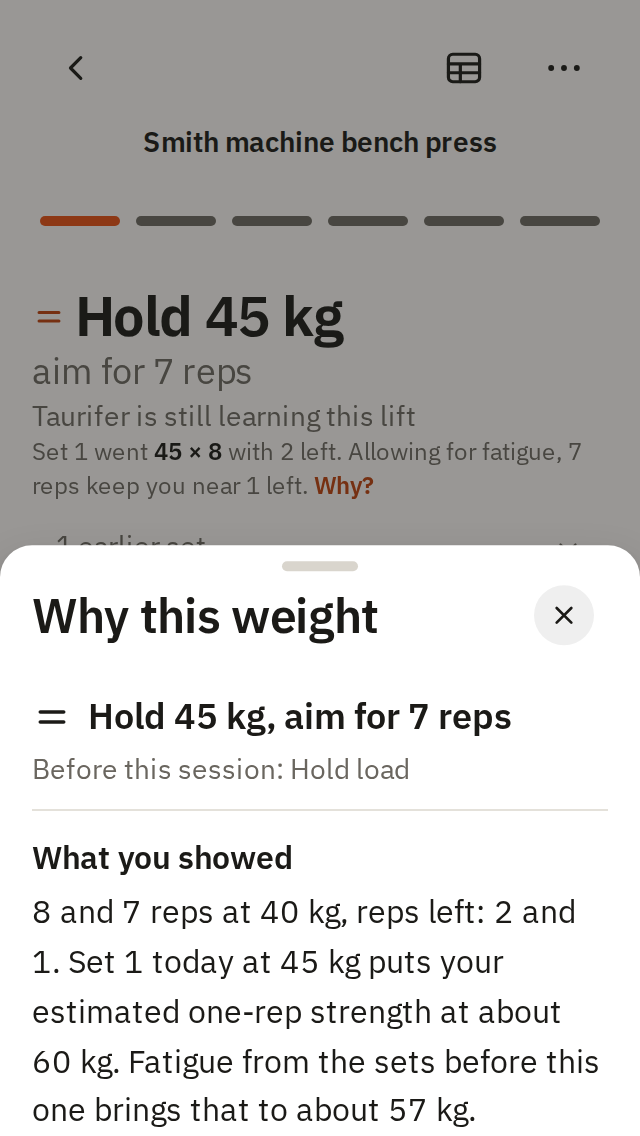 Smith machine bench press
= Hold 45 kg
aim for 7 reps
Taurifer is still learning this lift
Set 1 went 45 × 8 with 2 left. Allowing for fatigue, 7
reps keep you near 1 left. Why?
1 earlier set
Why this weight
= Hold 45 kg, aim for 7 reps
Before this session: Hold load
What you showed
8 and 7 reps at 40 kg, reps left: 2 and
1. Set 1 today at 45 kg puts your
estimated one-rep strength at about
60 kg. Fatigue from the sets before this
one brings that to about 57 kg.